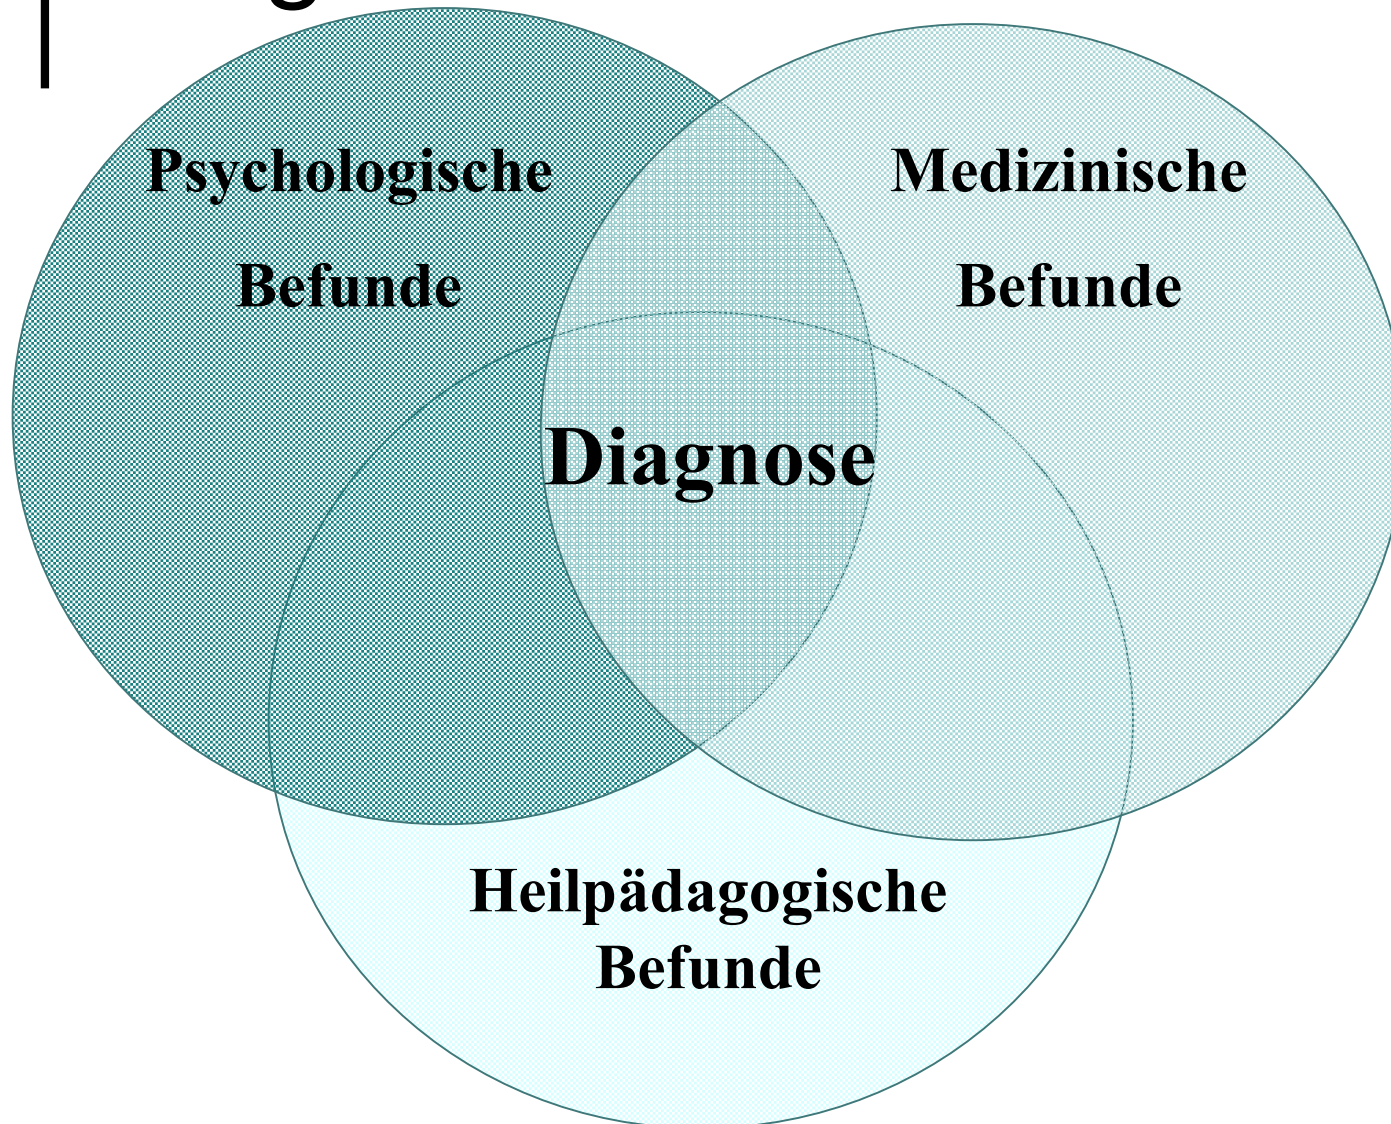 Psychologische
Befunde
Medizinische
Befunde
Diagnose
Heilpädagogische
Befunde